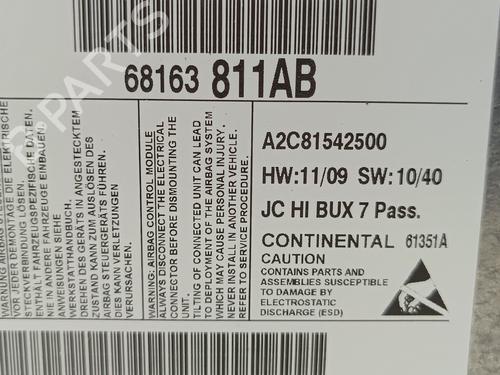 68163 811AB
A2C81542500
HW:11/09 SW:10/40
JC HI BUX 7 Pass.
CONTINENTAL 61351A
CAUTION
CONTAINS PARTS AND
ASSEMBLIES SUSCEPTIBLE
TO DAMAGE BY
ELECTROSTATIC
DISCHARGE (ESD)
WARNING: AIRBAG CONTROL MODULE
ALWAYS DISCONNECT THE ELECTRICAL
CONNECTOR BEFORE DISMOUNTING THE
UNIT.
TILTING OF CONNECTED UNIT CAN LEAD
TO DEPLOYMENT OF THE AIRBAG SYSTEM
WHICH MAY CAUSE PERSONAL INJURY.
NEVER INSTALL IN ANOTHER VEHICLE.
REFER TO SERVICE PROCEDURE.
WARNUNG AIRBAG
VOR JEDER DEMONTAGE DIE ELEKTRISCHE
STECKVERBINDUNG LÖSEN.
ENTHÄLT FAHRZEUGSPEZIFISCHE DATEN.
NIE IN ANDERE FAHRZEUGE EINBAUEN!
ANWEISUNGEN SIEHE
WERKSTATTHANDBUCH.
DREHEN DES GERÄTS IN ANGESTECKTEM
ZUSTAND KANN ZUM AUSLÖSEN DES
AIRBAG STEUERGERÄTS FÜHREN.
DIES KANN VERLETZUNGEN
VERURSACHEN.
PARTS